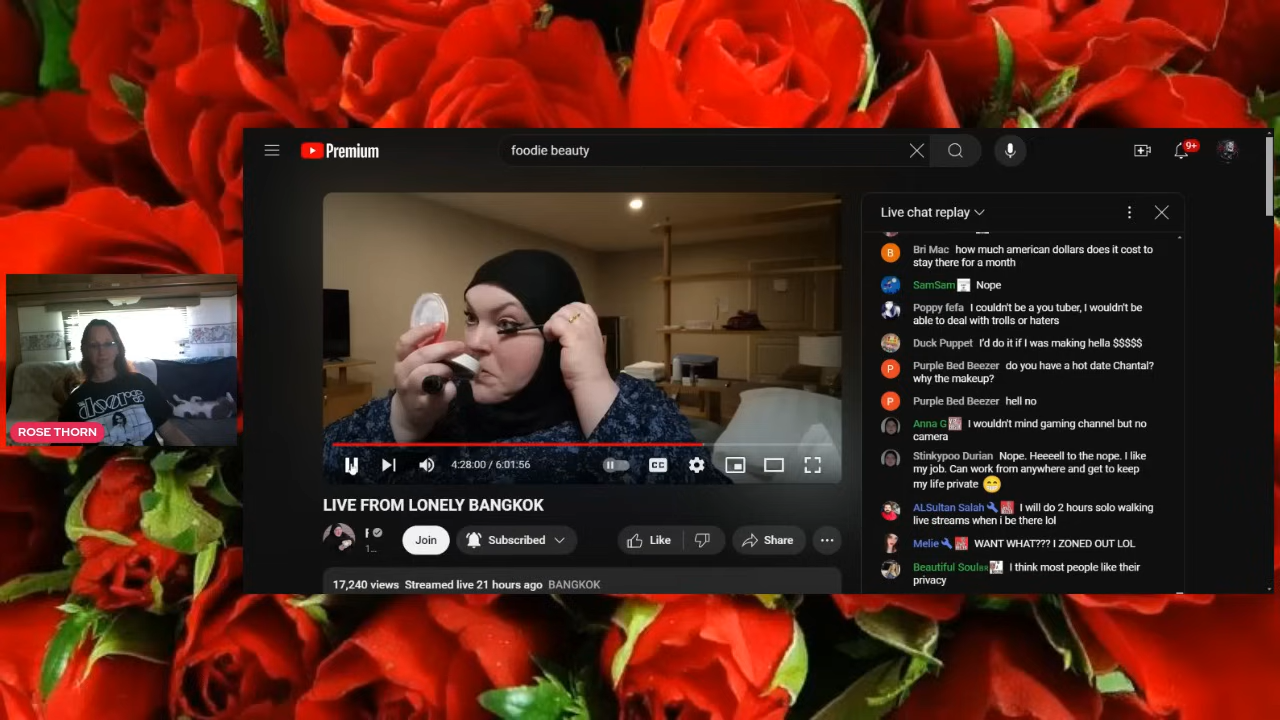 Premium
foodie beauty
9+
Live chat replay
Bri Mac how much american dollars does it cost to
stay there for a month
SamSam Nope
Poppy fefa I couldn't be a you tuber, I wouldn't be
able to deal with trolls or haters
Duck Puppet I'd do it if I was making hella $$$$$
Purple Bed Beezer do you have a hot date Chantal?
why the makeup?
Purple Bed Beezer hell no
Anna G I wouldn't mind gaming channel but no
camera
Stinkypoo Durian Nope. Heeeell to the nope. I like
my job. Can work from anywhere and get to keep
my life private 😁
ALSultan Salah I will do 2 hours solo walking
live streams when i be there lol
Melie WANT WHAT??? I ZONED OUT LOL
Beautiful Soul I think most people like their
privacy
the
doors
ROSE THORN
4:28:00 / 6:01:56
CC
LIVE FROM LONELY BANGKOK
F
1...
Join
Subscribed
Like
Share
17,240 views Streamed live 21 hours ago BANGKOK